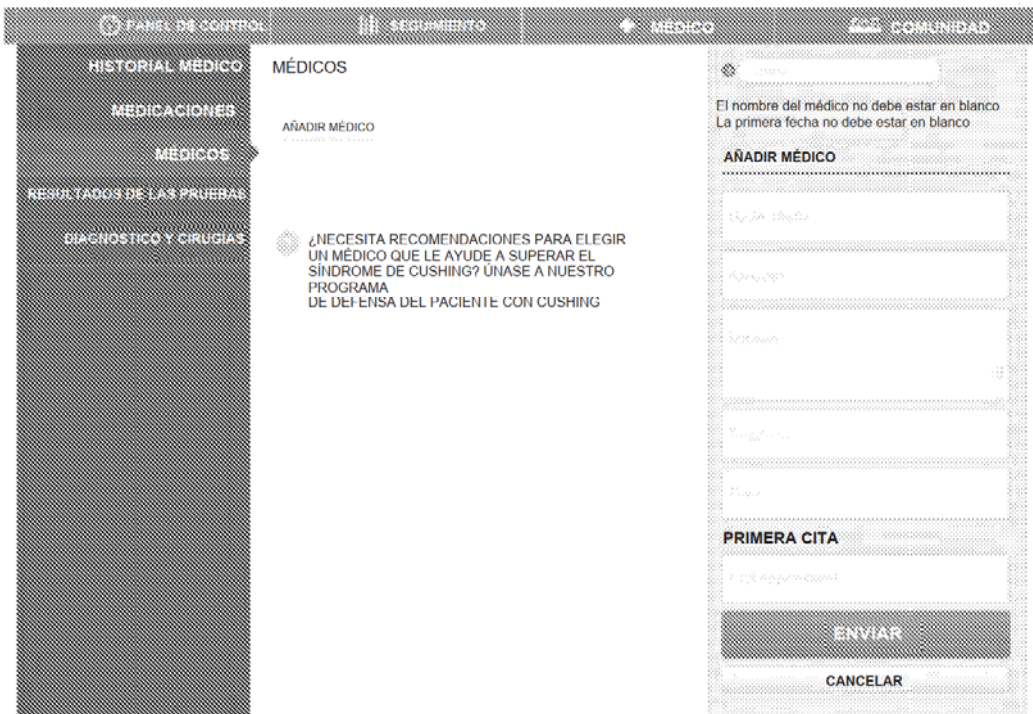 PANEL DE CONTROL
SEGUIMIENTO
MÉDICO
COMUNIDAD
HISTORIAL MÉDICO
MEDICACIONES
MÉDICOS
RESULTADOS DE LAS PRUEBAS
DIAGNÓSTICO Y CIRUGÍAS
MÉDICOS
AÑADIR MÉDICO
¿NECESITA RECOMENDACIONES PARA ELEGIR
UN MÉDICO QUE LE AYUDE A SUPERAR EL
SÍNDROME DE CUSHING? ÚNASE A NUESTRO
PROGRAMA
DE DEFENSA DEL PACIENTE CON CUSHING
El nombre del médico no debe estar en blanco
La primera fecha no debe estar en blanco
AÑADIR MÉDICO
PRIMERA CITA
ENVIAR
CANCELAR